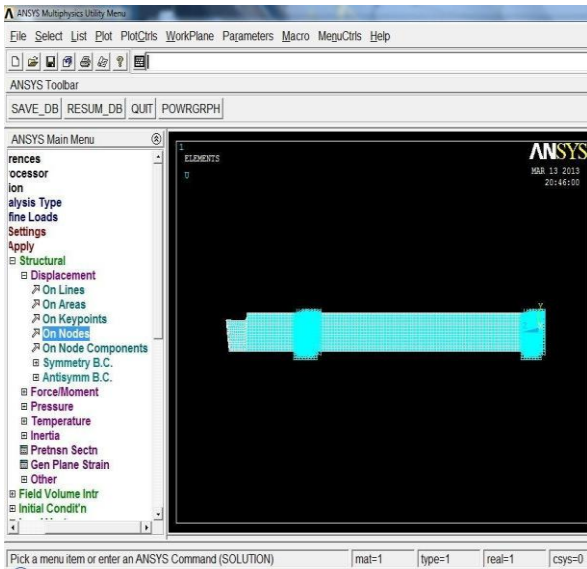 ANSYS Multiphysics Utility Menu
File Select List Plot PlotCtrls WorkPlane Parameters Macro MenuCtrls Help
ANSYS Toolbar
SAVE_DB RESUM_DB QUIT POWRGRPH
ANSYS Main Menu
rences
ocessor
ion
alysis Type
fine Loads
Settings
Apply
Structural
Displacement
On Lines
On Areas
On Keypoints
On Nodes
On Node Components
Symmetry B.C.
Antisymm B.C.
Force/Moment
Pressure
Temperature
Inertia
Pretnsn Sectn
Gen Plane Strain
Other
Field Volume Intr
Initial Condit'n
1
ELEMENTS
U
ANSYS
MAR 13 2013
20:46:00
Y
Pick a menu item or enter an ANSYS Command (SOLUTION) mat=1 type=1 real=1 csys=0